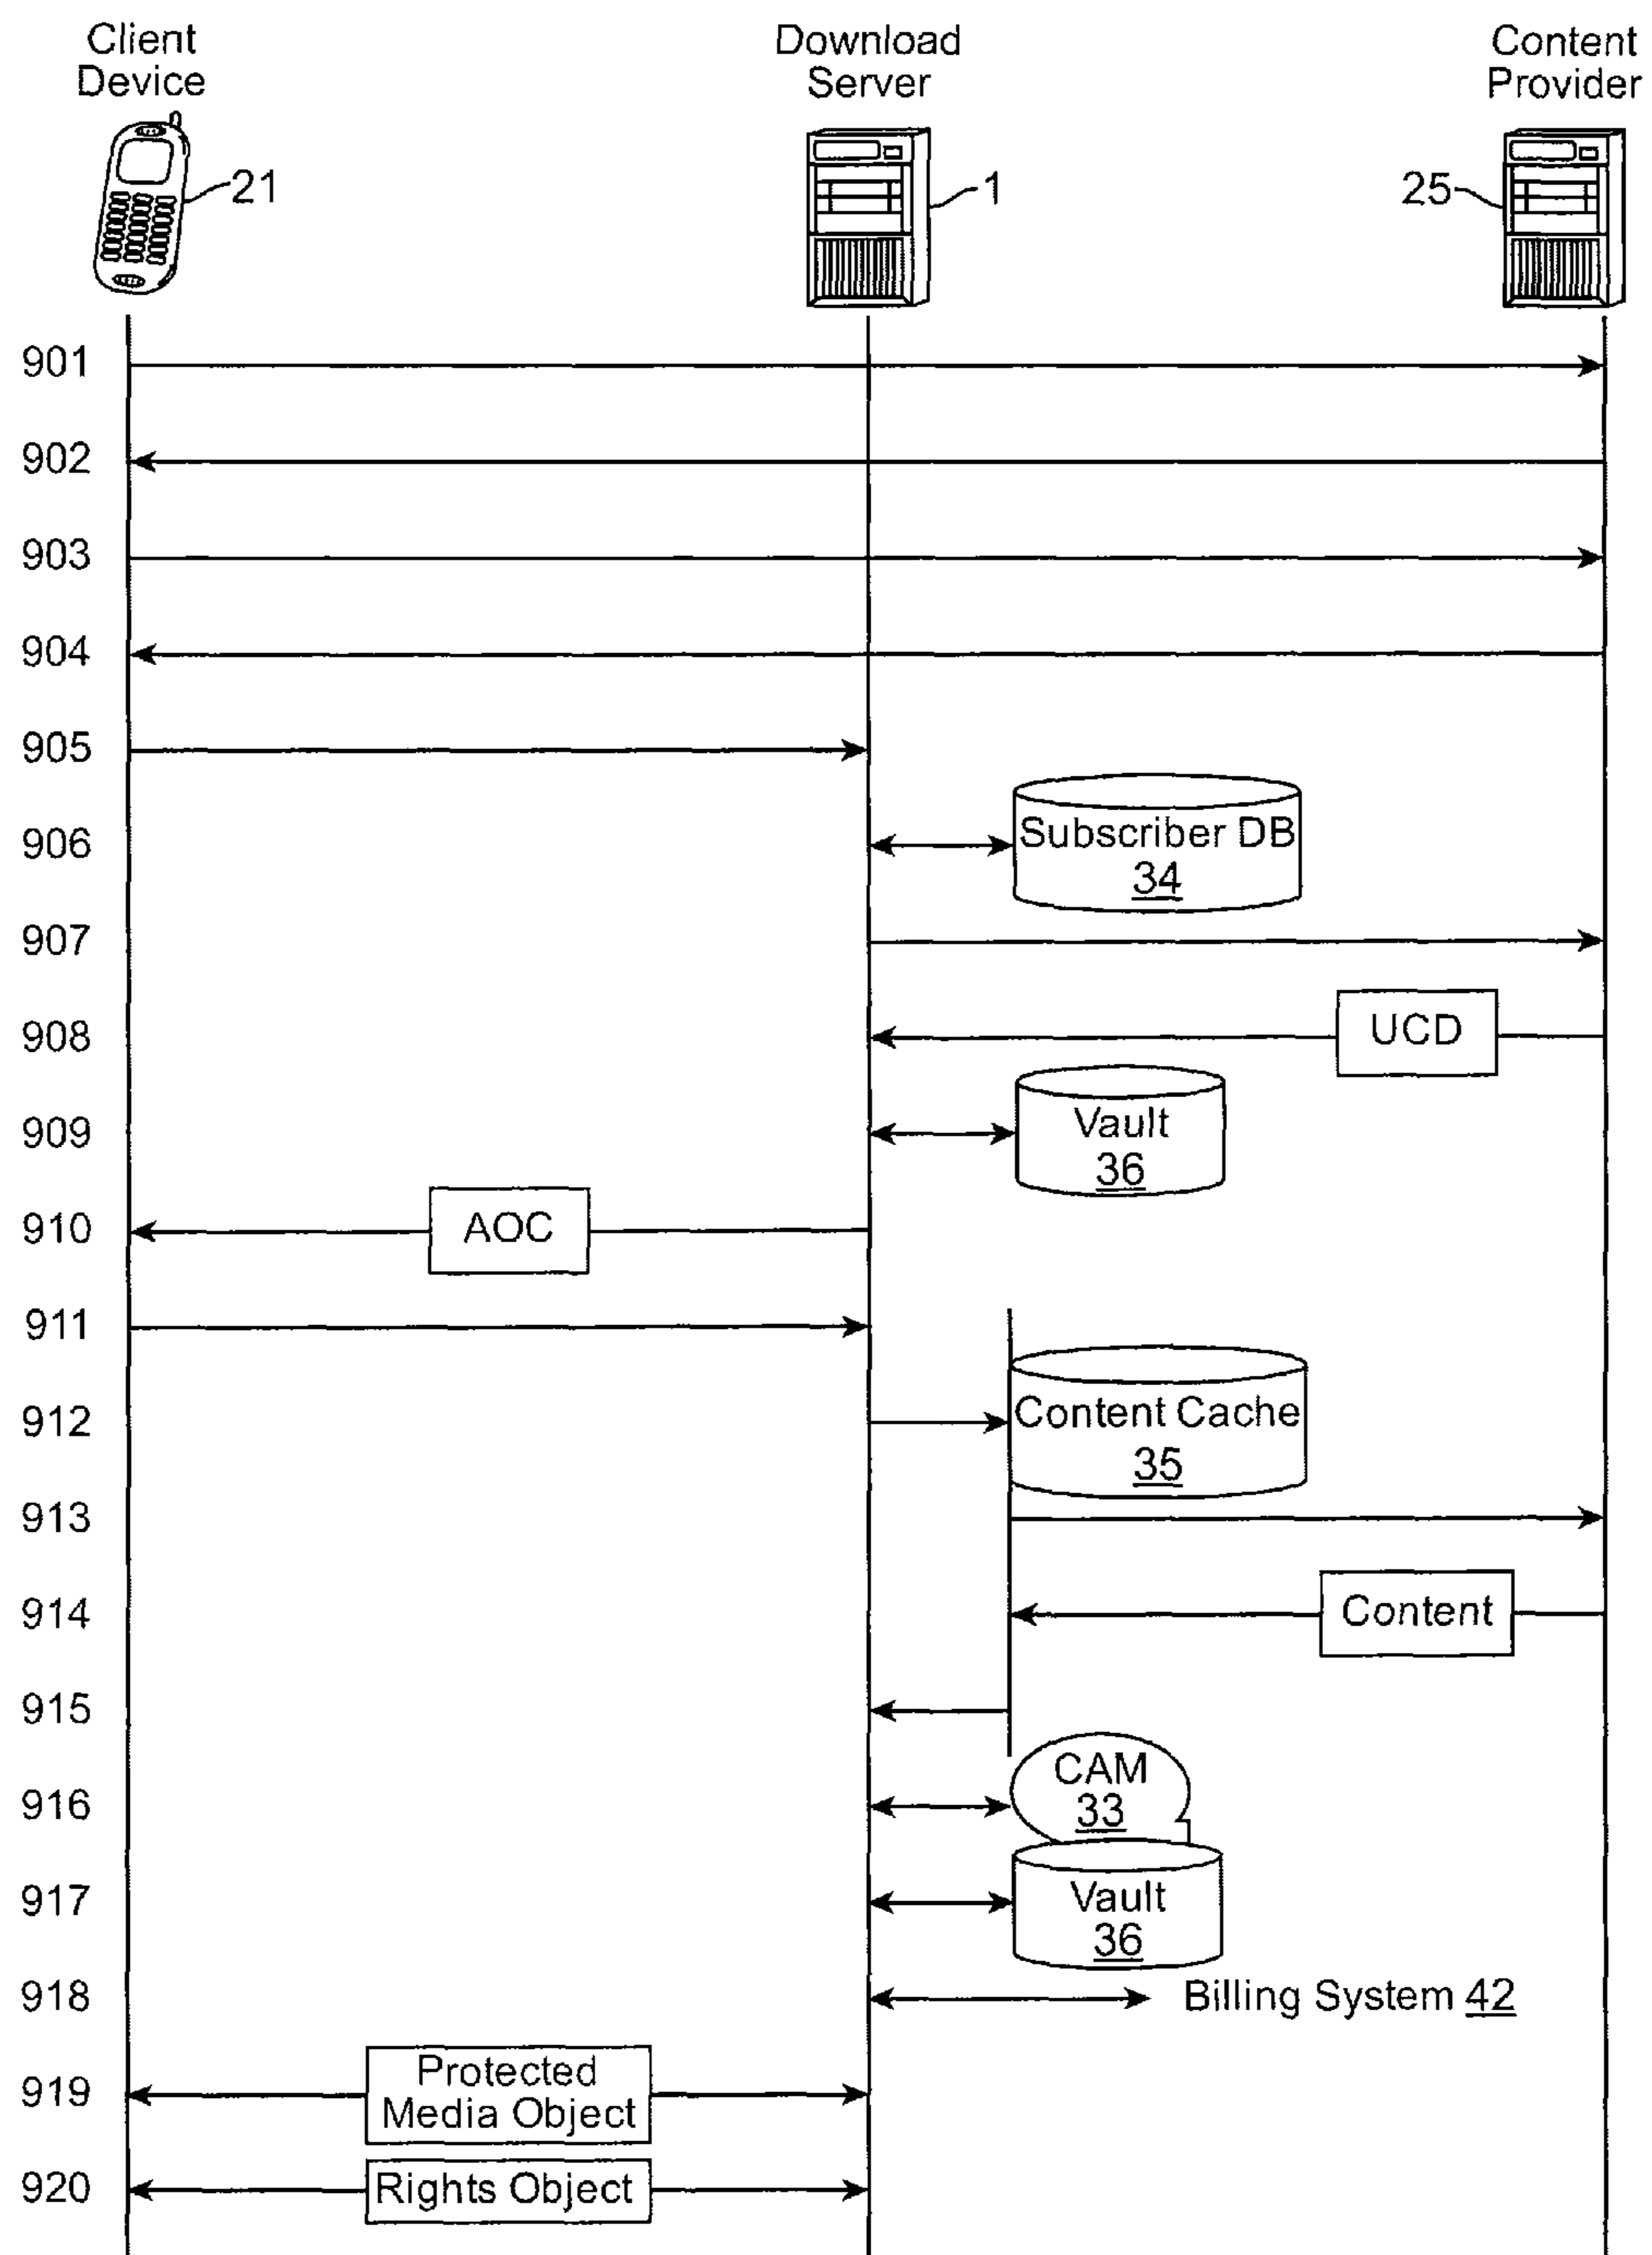 Client
Device
Download
Server
Content
Provider
21
1
25
901
902
903
904
905
906
Subscriber DB
34
907
908
UCD
909
Vault
36
910
AOC
911
912
Content Cache
35
913
914
Content
915
916
CAM
33
917
Vault
36
918
Billing System 42
919
Protected
Media Object
920
Rights Object